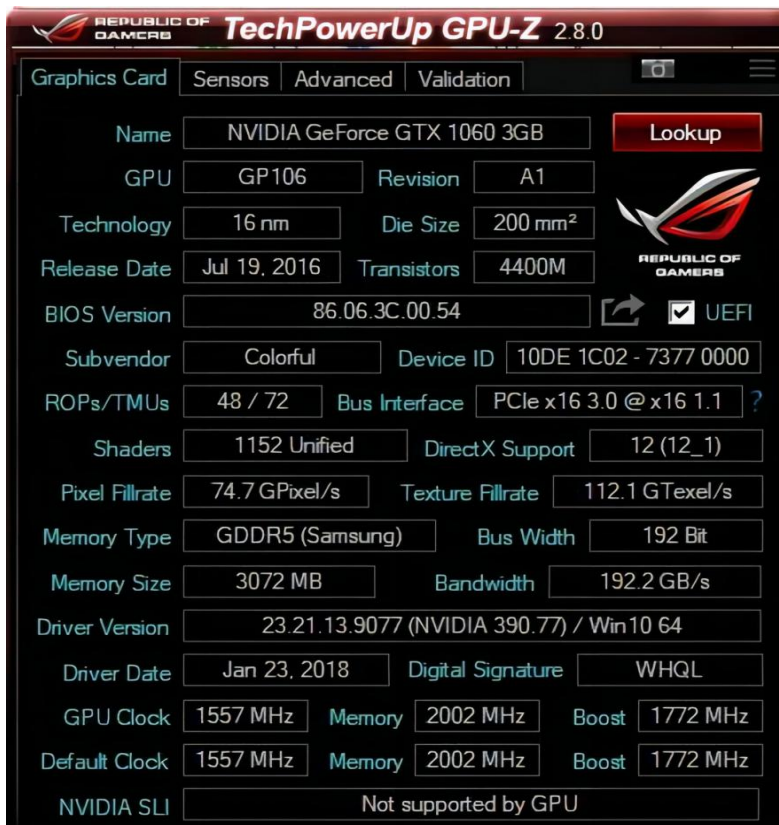 REPUBLIC OF GAMERS TechPowerUp GPU-Z 2.8.0
Graphics Card Sensors Advanced Validation
Name NVIDIA GeForce GTX 1060 3GB Lookup
GPU GP106 Revision A1
Technology 16 nm Die Size 200 mm²
REPUBLIC OF GAMERS
Release Date Jul 19, 2016 Transistors 4400M
BIOS Version 86.06.3C.00.54 UEFI
Subvendor Colorful Device ID 10DE 1C02 - 7377 0000
ROPs/TMUs 48 / 72 Bus Interface PCIe x16 3.0 @ x16 1.1 ?
Shaders 1152 Unified DirectX Support 12 (12_1)
Pixel Fillrate 74.7 GPixel/s Texture Fillrate 112.1 GTexel/s
Memory Type GDDR5 (Samsung) Bus Width 192 Bit
Memory Size 3072 MB Bandwidth 192.2 GB/s
Driver Version 23.21.13.9077 (NVIDIA 390.77) / Win10 64
Driver Date Jan 23, 2018 Digital Signature WHQL
GPU Clock 1557 MHz Memory 2002 MHz Boost 1772 MHz
Default Clock 1557 MHz Memory 2002 MHz Boost 1772 MHz
NVIDIA SLI Not supported by GPU